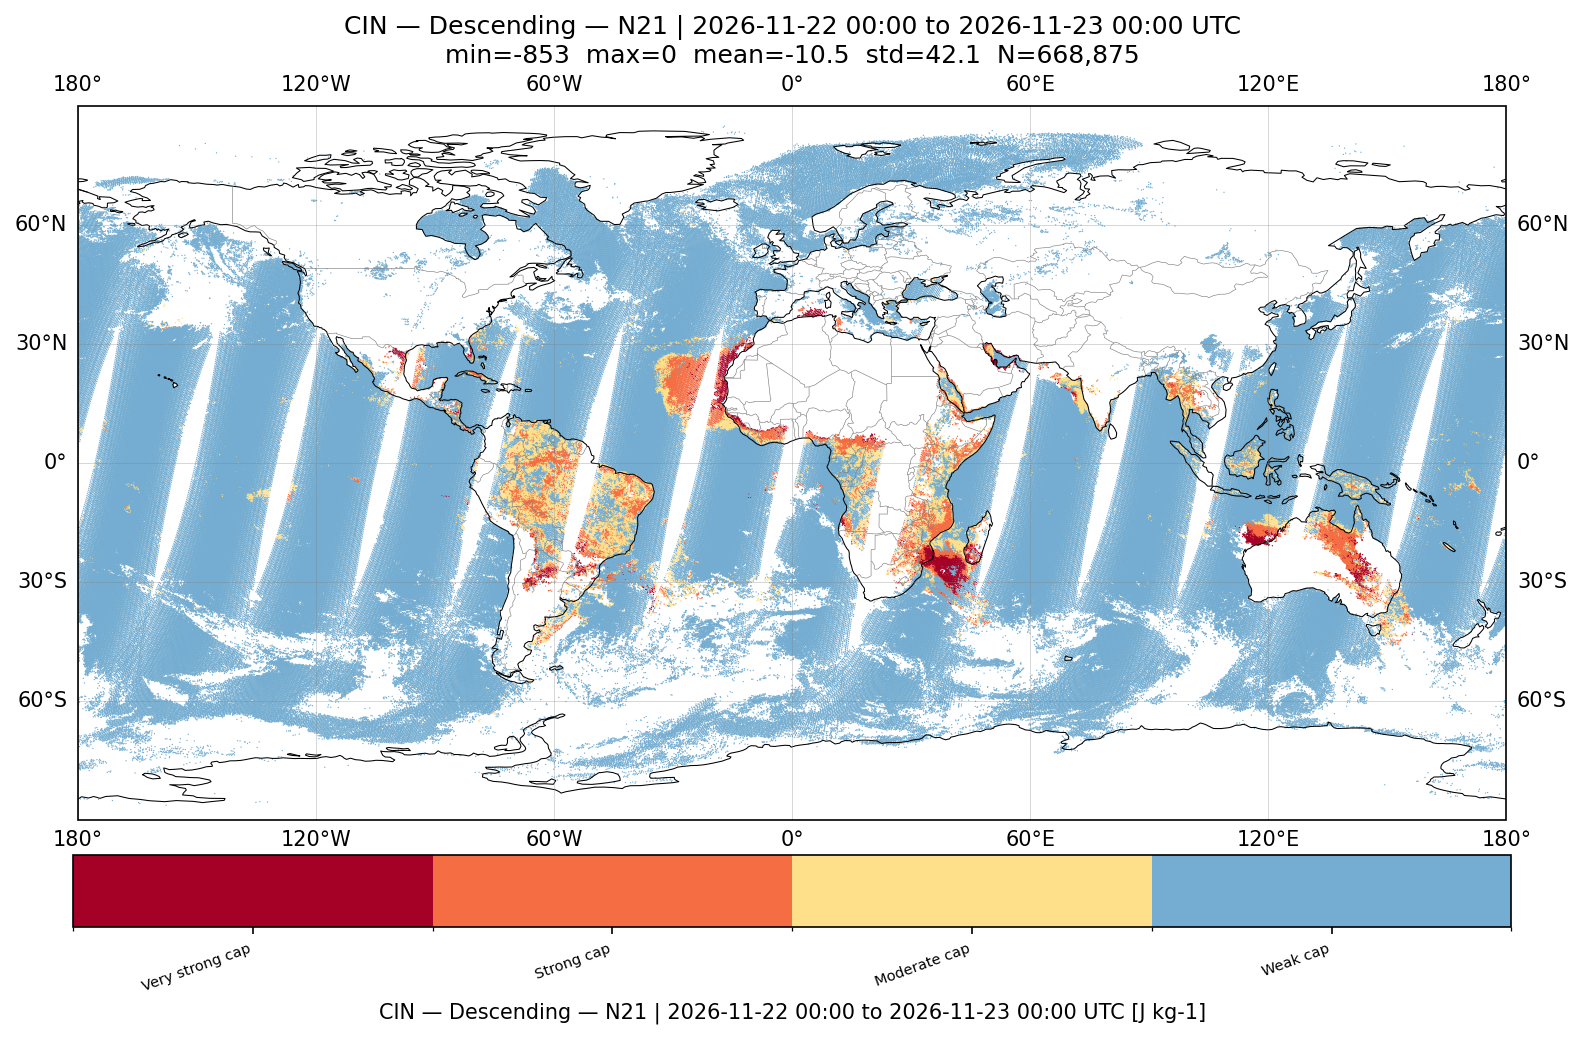 CIN — Descending — N21 | 2026-11-22 00:00 to 2026-11-23 00:00 UTC
min=-853  max=0  mean=-10.5  std=42.1  N=668,875
180° 120°W 60°W 0° 60°E 120°E 180°
60°N 60°N
30°N 30°N
0° 0°
30°S 30°S
60°S 60°S
180° 120°W 60°W 0° 60°E 120°E 180°
Very strong cap Strong cap Moderate cap Weak cap
CIN — Descending — N21 | 2026-11-22 00:00 to 2026-11-23 00:00 UTC [J kg-1]